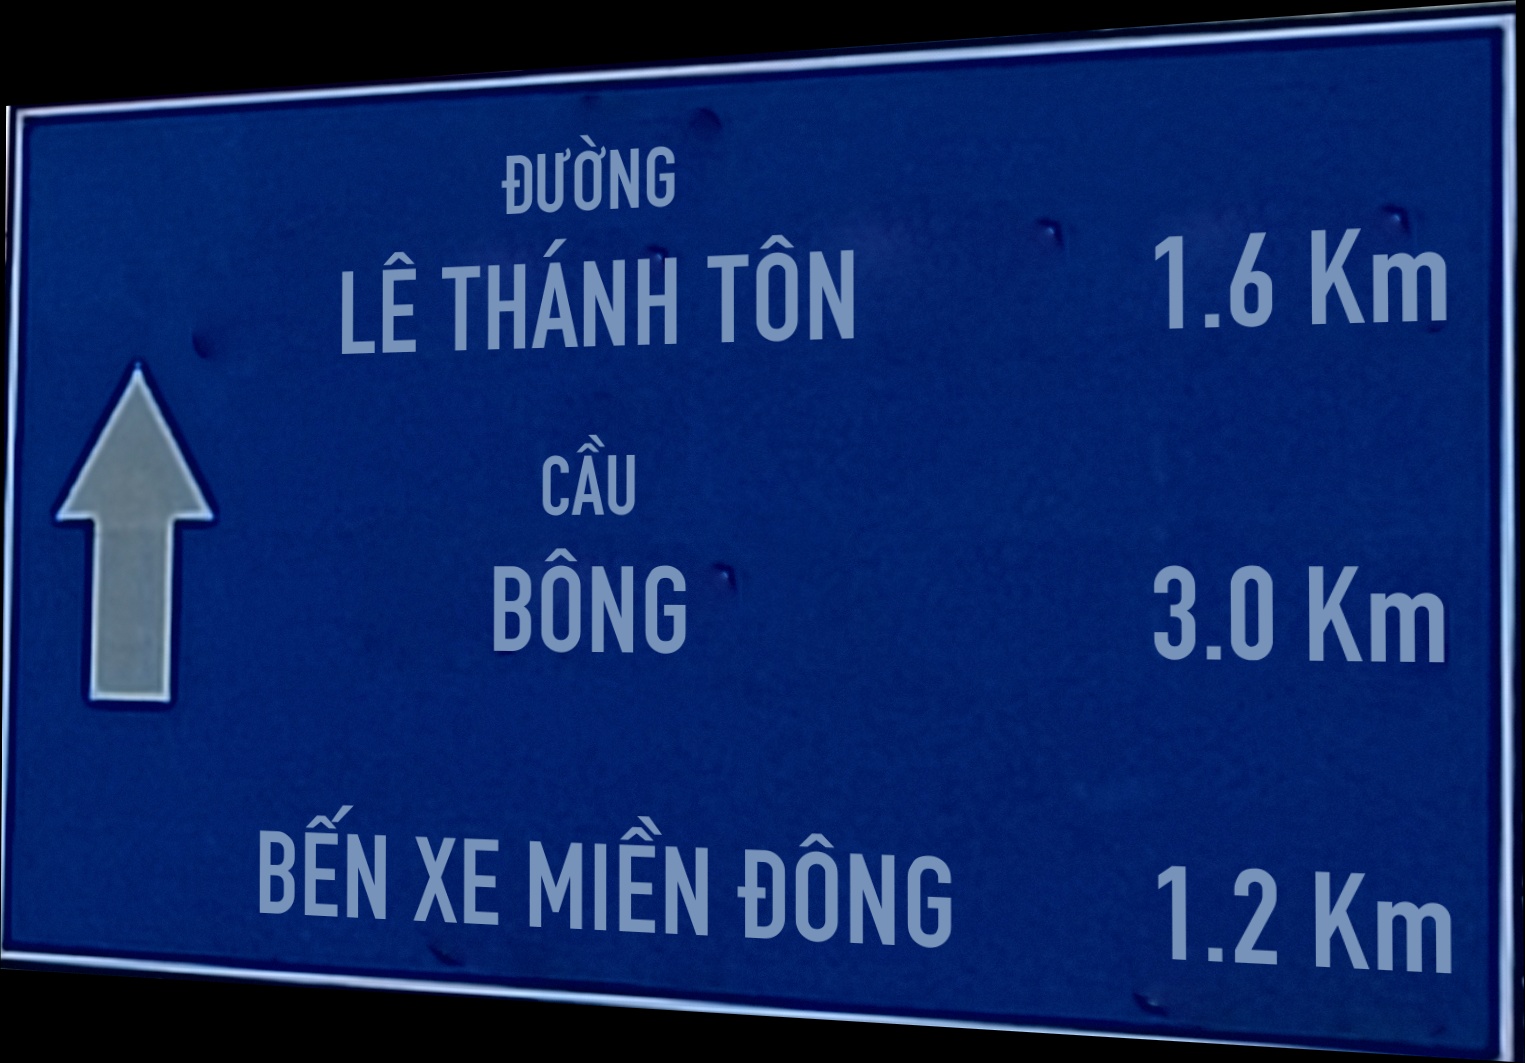 ĐƯỜNG
LÊ THÁNH TÔN 1.6 Km
CẦU
BÔNG 3.0 Km
BẾN XE MIỀN ĐÔNG 1.2 Km